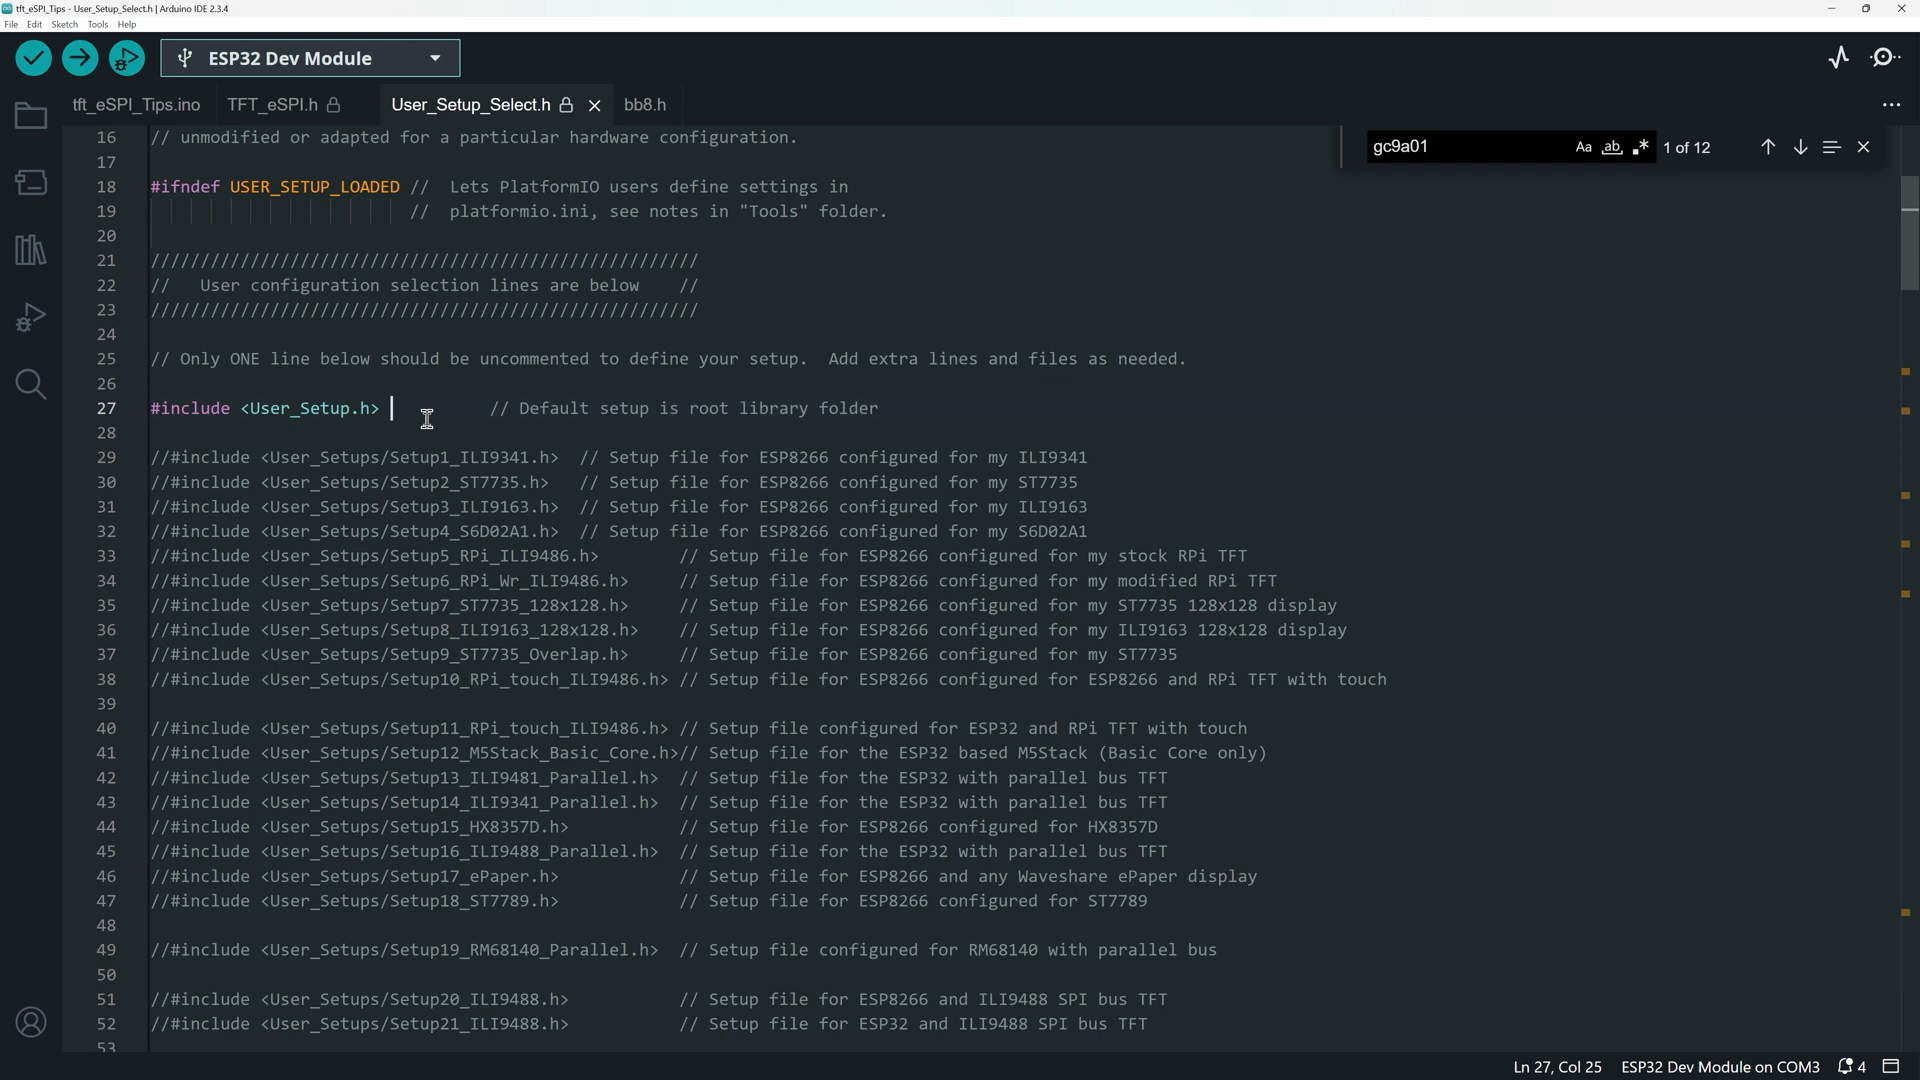 tft_eSPI_Tips - User_Setup_Select.h | Arduino IDE 2.3.4
File Edit Sketch Tools Help
ESP32 Dev Module
tft_eSPI_Tips.ino TFT_eSPI.h User_Setup_Select.h bb8.h
gc9a01 Aa ab 1 of 12
16 // unmodified or adapted for a particular hardware configuration.
17
18 #ifndef USER_SETUP_LOADED // Lets PlatformIO users define settings in
19 // platformio.ini, see notes in "Tools" folder.
20
21 ///////////////////////////////////////////////////////
22 // User configuration selection lines are below //
23 ///////////////////////////////////////////////////////
24
25 // Only ONE line below should be uncommented to define your setup. Add extra lines and files as needed.
26
27 #include <User_Setup.h> // Default setup is root library folder
28
29 //#include <User_Setups/Setup1_ILI9341.h> // Setup file for ESP8266 configured for my ILI9341
30 //#include <User_Setups/Setup2_ST7735.h> // Setup file for ESP8266 configured for my ST7735
31 //#include <User_Setups/Setup3_ILI9163.h> // Setup file for ESP8266 configured for my ILI9163
32 //#include <User_Setups/Setup4_S6D02A1.h> // Setup file for ESP8266 configured for my S6D02A1
33 //#include <User_Setups/Setup5_RPi_ILI9486.h> // Setup file for ESP8266 configured for my stock RPi TFT
34 //#include <User_Setups/Setup6_RPi_Wr_ILI9486.h> // Setup file for ESP8266 configured for my modified RPi TFT
35 //#include <User_Setups/Setup7_ST7735_128x128.h> // Setup file for ESP8266 configured for my ST7735 128x128 display
36 //#include <User_Setups/Setup8_ILI9163_128x128.h> // Setup file for ESP8266 configured for my ILI9163 128x128 display
37 //#include <User_Setups/Setup9_ST7735_Overlap.h> // Setup file for ESP8266 configured for my ST7735
38 //#include <User_Setups/Setup10_RPi_touch_ILI9486.h> // Setup file for ESP8266 configured for ESP8266 and RPi TFT with touch
39
40 //#include <User_Setups/Setup11_RPi_touch_ILI9486.h> // Setup file configured for ESP32 and RPi TFT with touch
41 //#include <User_Setups/Setup12_M5Stack_Basic_Core.h>// Setup file for the ESP32 based M5Stack (Basic Core only)
42 //#include <User_Setups/Setup13_ILI9481_Parallel.h> // Setup file for the ESP32 with parallel bus TFT
43 //#include <User_Setups/Setup14_ILI9341_Parallel.h> // Setup file for the ESP32 with parallel bus TFT
44 //#include <User_Setups/Setup15_HX8357D.h> // Setup file for ESP8266 configured for HX8357D
45 //#include <User_Setups/Setup16_ILI9488_Parallel.h> // Setup file for the ESP32 with parallel bus TFT
46 //#include <User_Setups/Setup17_ePaper.h> // Setup file for ESP8266 and any Waveshare ePaper display
47 //#include <User_Setups/Setup18_ST7789.h> // Setup file for ESP8266 configured for ST7789
48
49 //#include <User_Setups/Setup19_RM68140_Parallel.h> // Setup file configured for RM68140 with parallel bus
50
51 //#include <User_Setups/Setup20_ILI9488.h> // Setup file for ESP8266 and ILI9488 SPI bus TFT
52 //#include <User_Setups/Setup21_ILI9488.h> // Setup file for ESP32 and ILI9488 SPI bus TFT
53
Ln 27, Col 25 ESP32 Dev Module on COM3 4